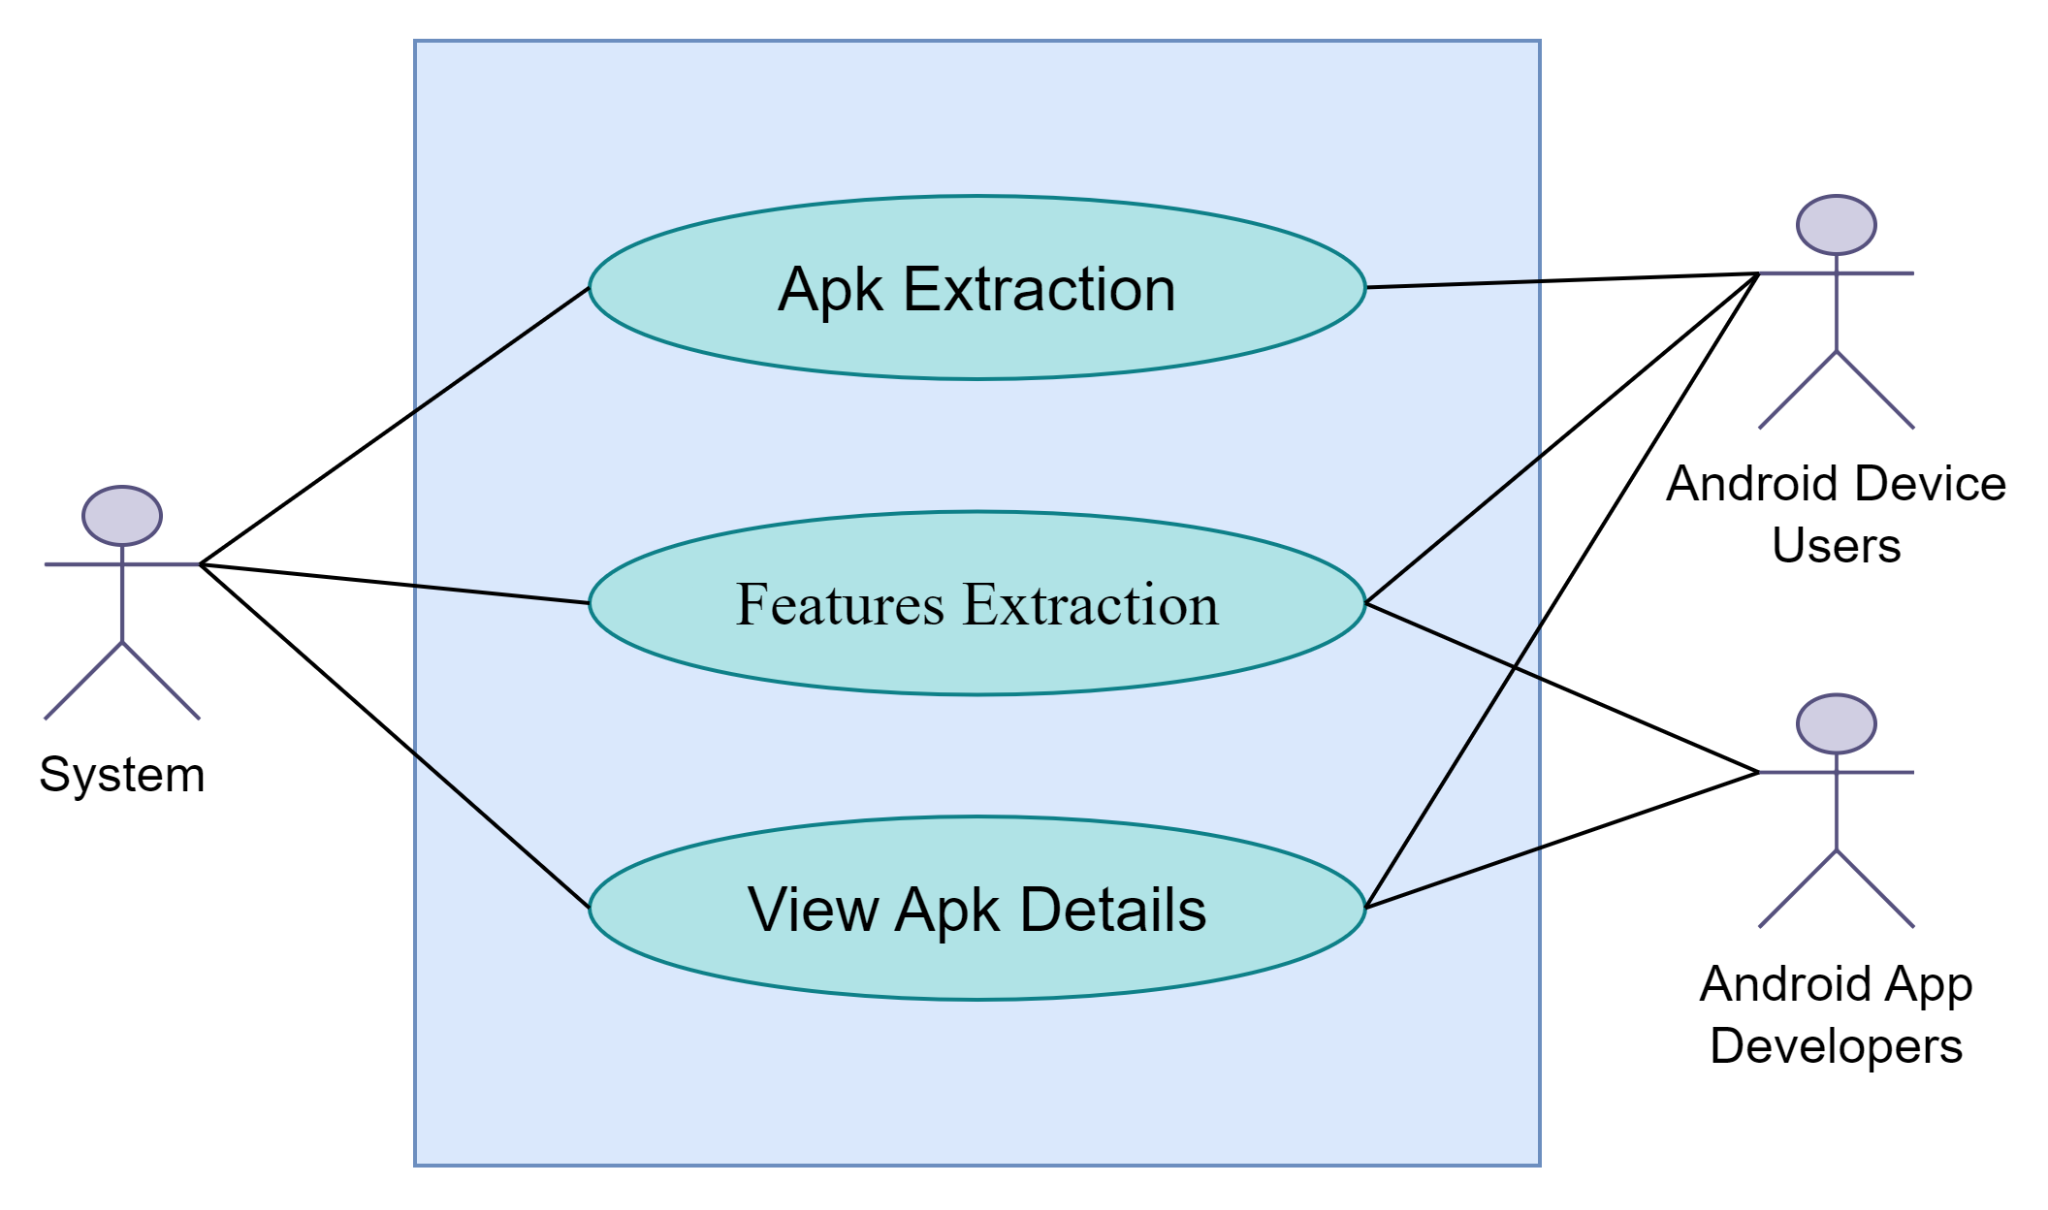 Apk Extraction
Android Device
Users
Features Extraction
System
View Apk Details
Android App
Developers